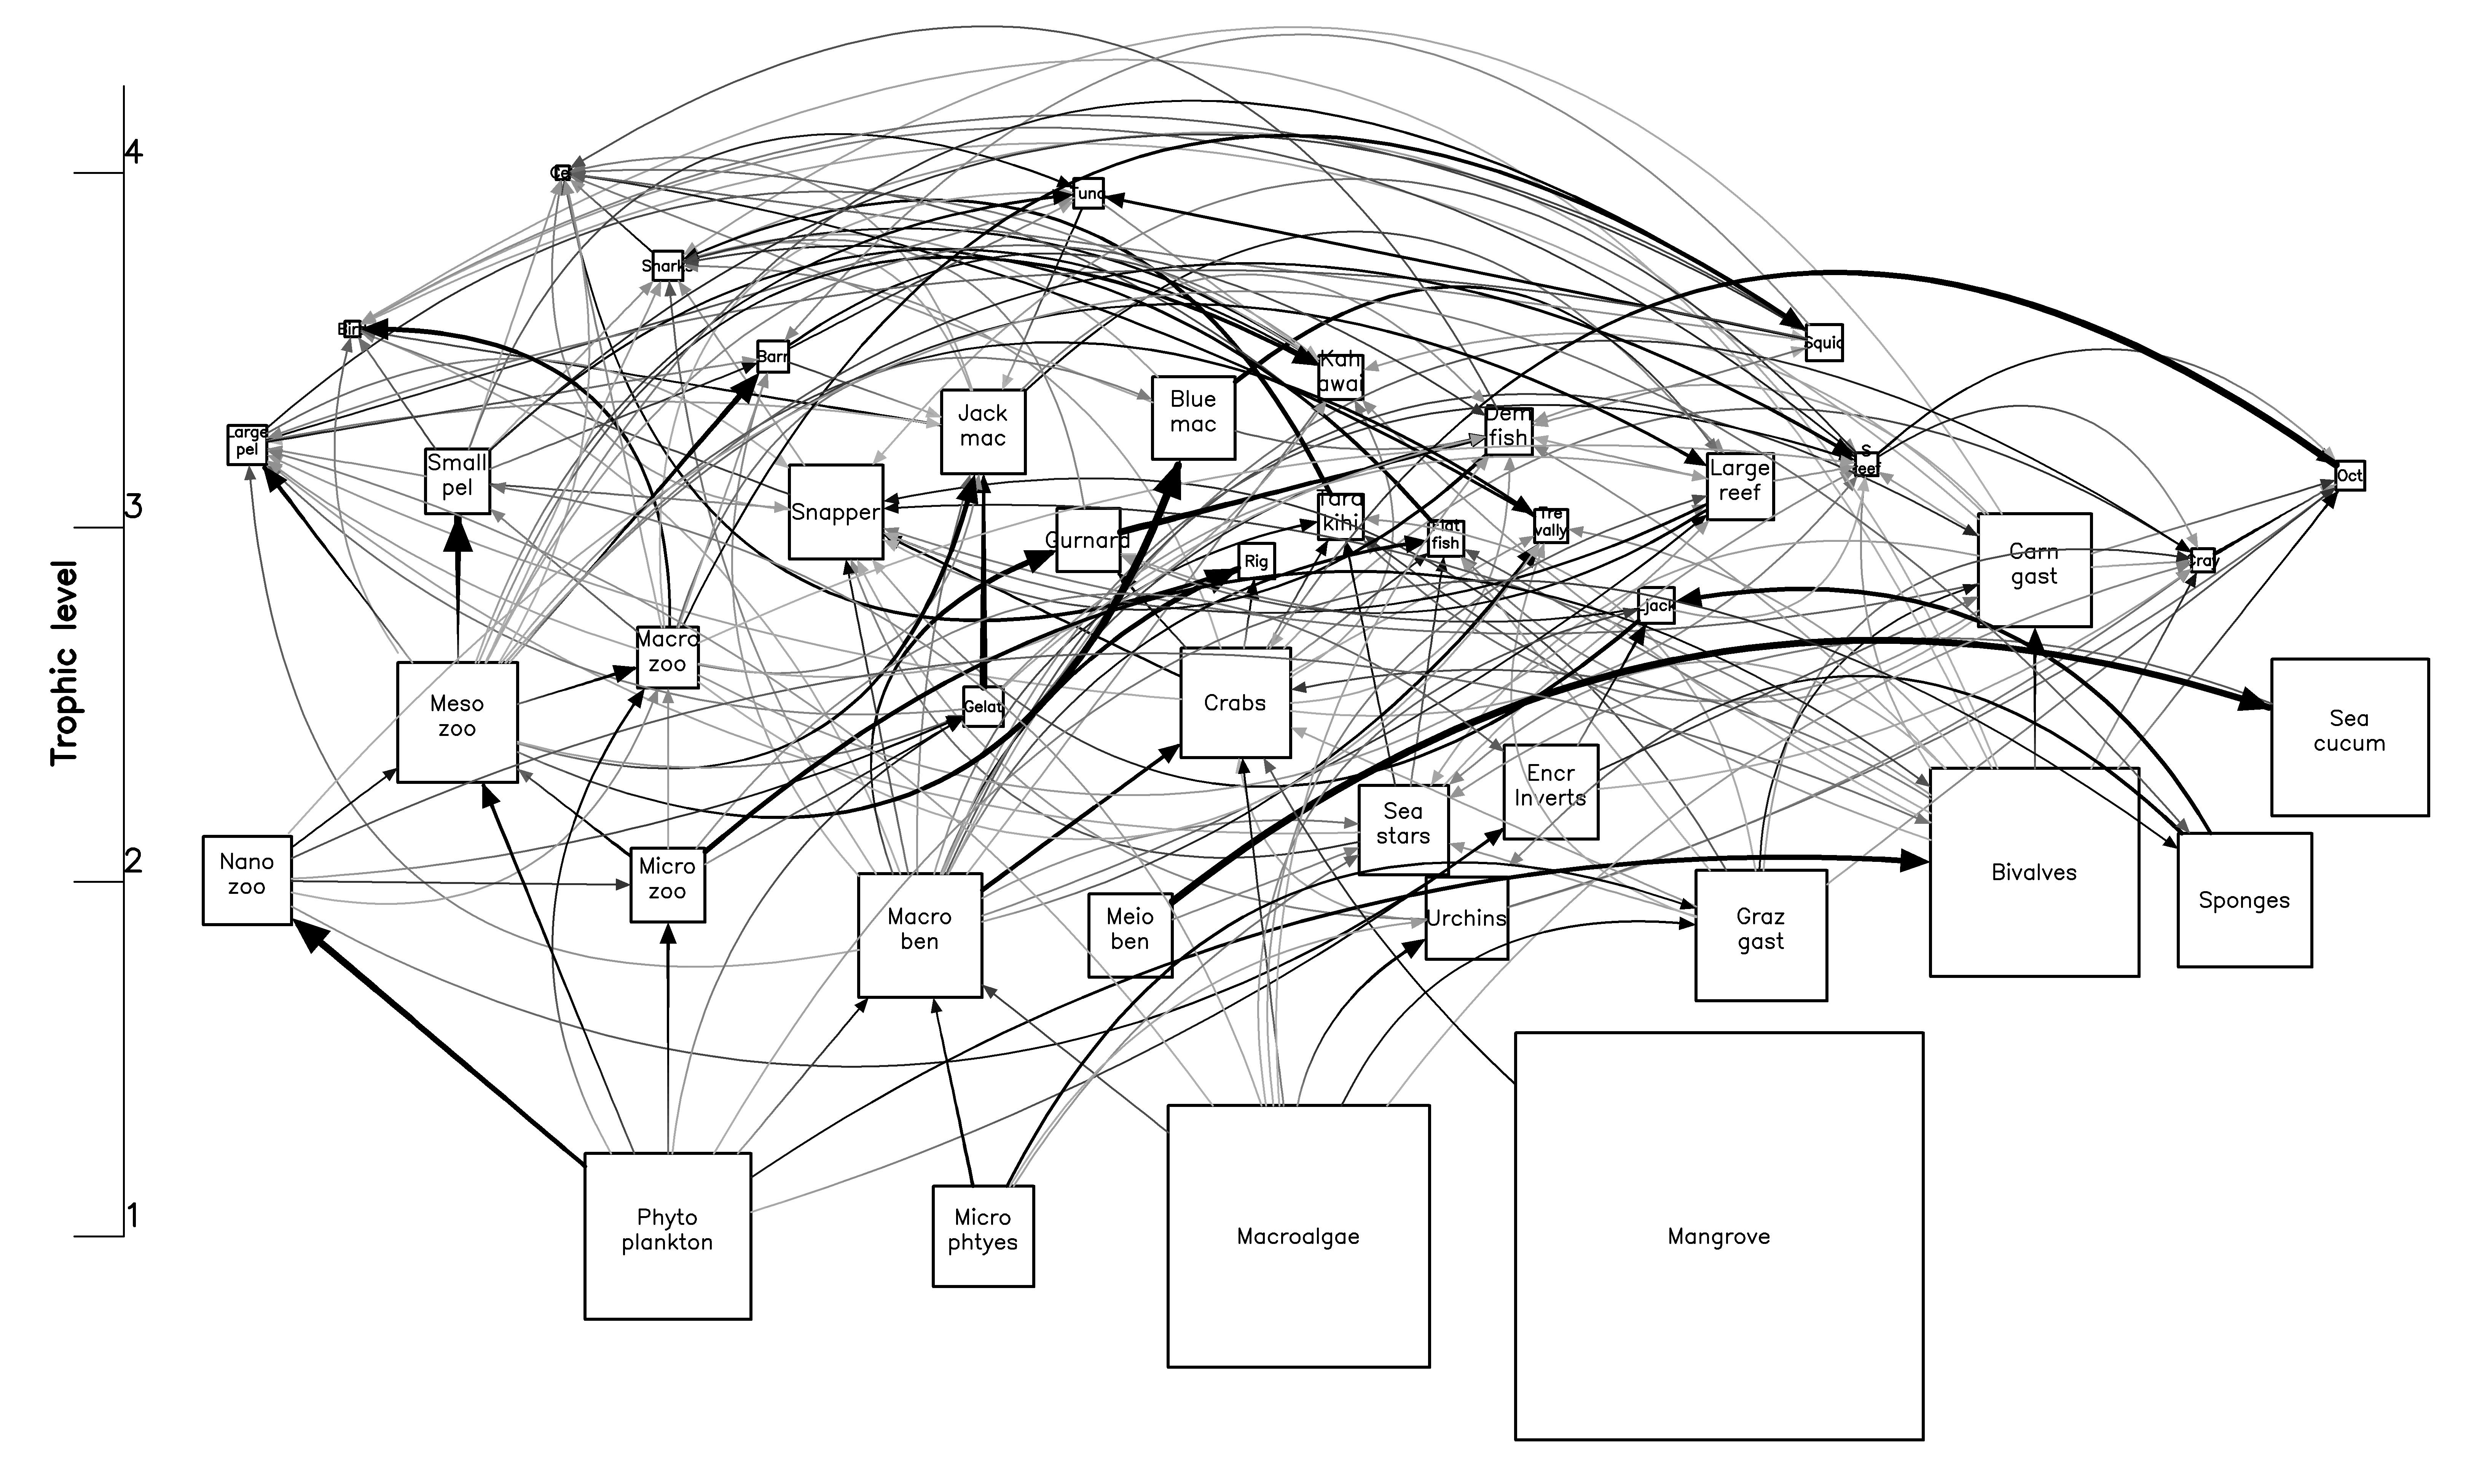 4
Tuna
Sharks
Barr
Squid
Kah
awai
Jack
mac
Blue
mac
Dem
fish
Large
pel
Small
pel
Large
reef
S
reef
Oct
3
Snapper
Gurnard
Tara
kihi
Flat
fish
Tre
vally
Rig
Carn
gast
Cray
jack
Trophic level
Macro
zoo
Meso
zoo
Gelat
Crabs
Sea
cucum
Encr
Inverts
Sea
stars
2
Nano
zoo
Micro
zoo
Macro
ben
Meio
ben
Urchins
Graz
gast
Bivalves
Sponges
1
Phyto
plankton
Micro
phtyes
Macroalgae
Mangrove